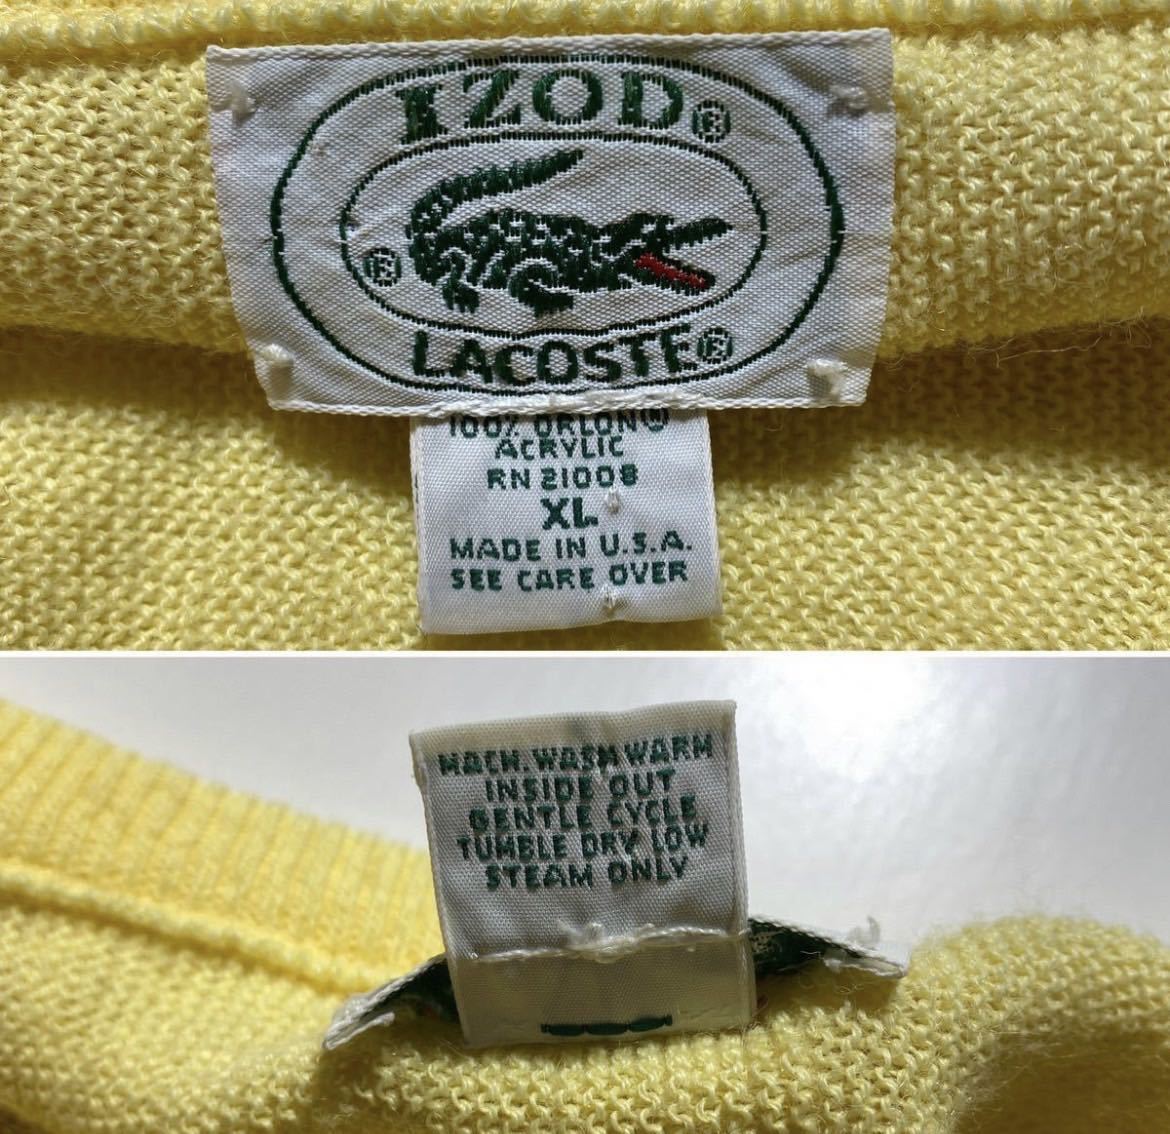 IZOD®
®
LACOSTE®
100% ORLON®
ACRYLIC
RN 21008
XL
MADE IN U.S.A.
SEE CARE OVER
MACH. WASH WARM
INSIDE OUT
GENTLE CYCLE
TUMBLE DRY LOW
STEAM ONLY